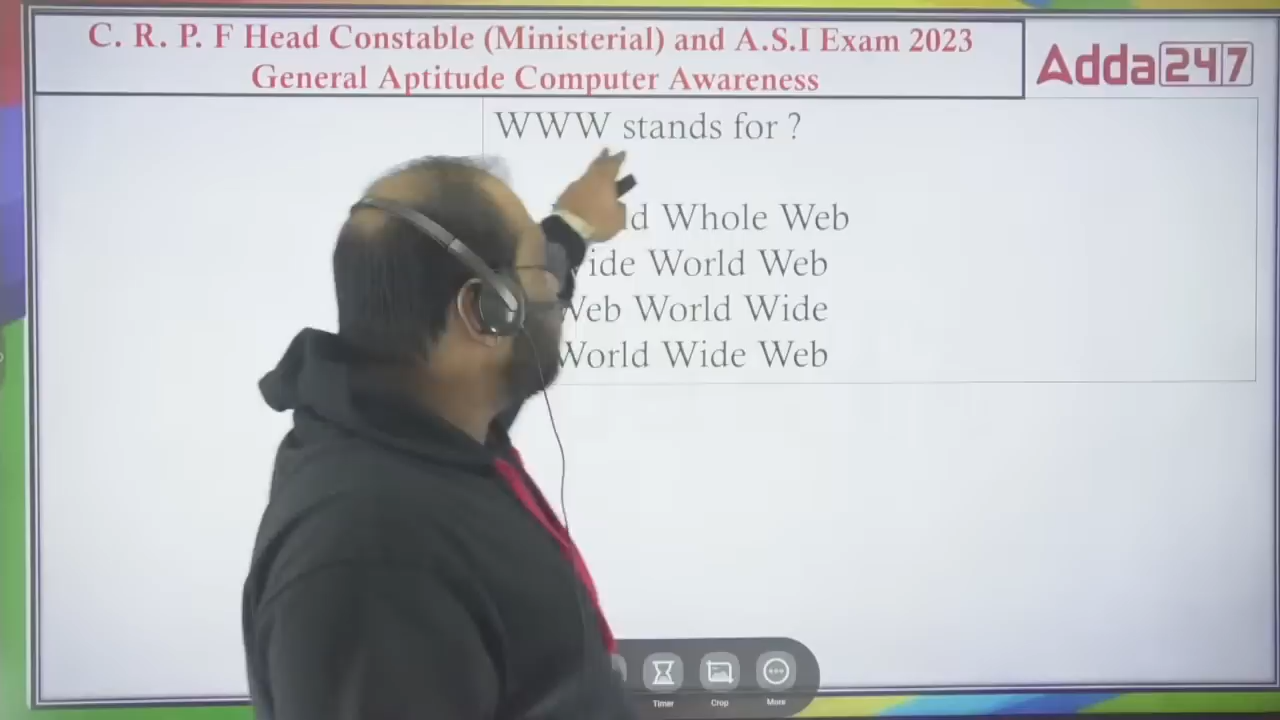 C. R. P. F Head Constable (Ministerial) and A.S.I Exam 2023
General Aptitude Computer Awareness
Adda247
WWW stands for ?
Whole Web
World Web
World Wide
World Wide Web
Timer
Crop
More